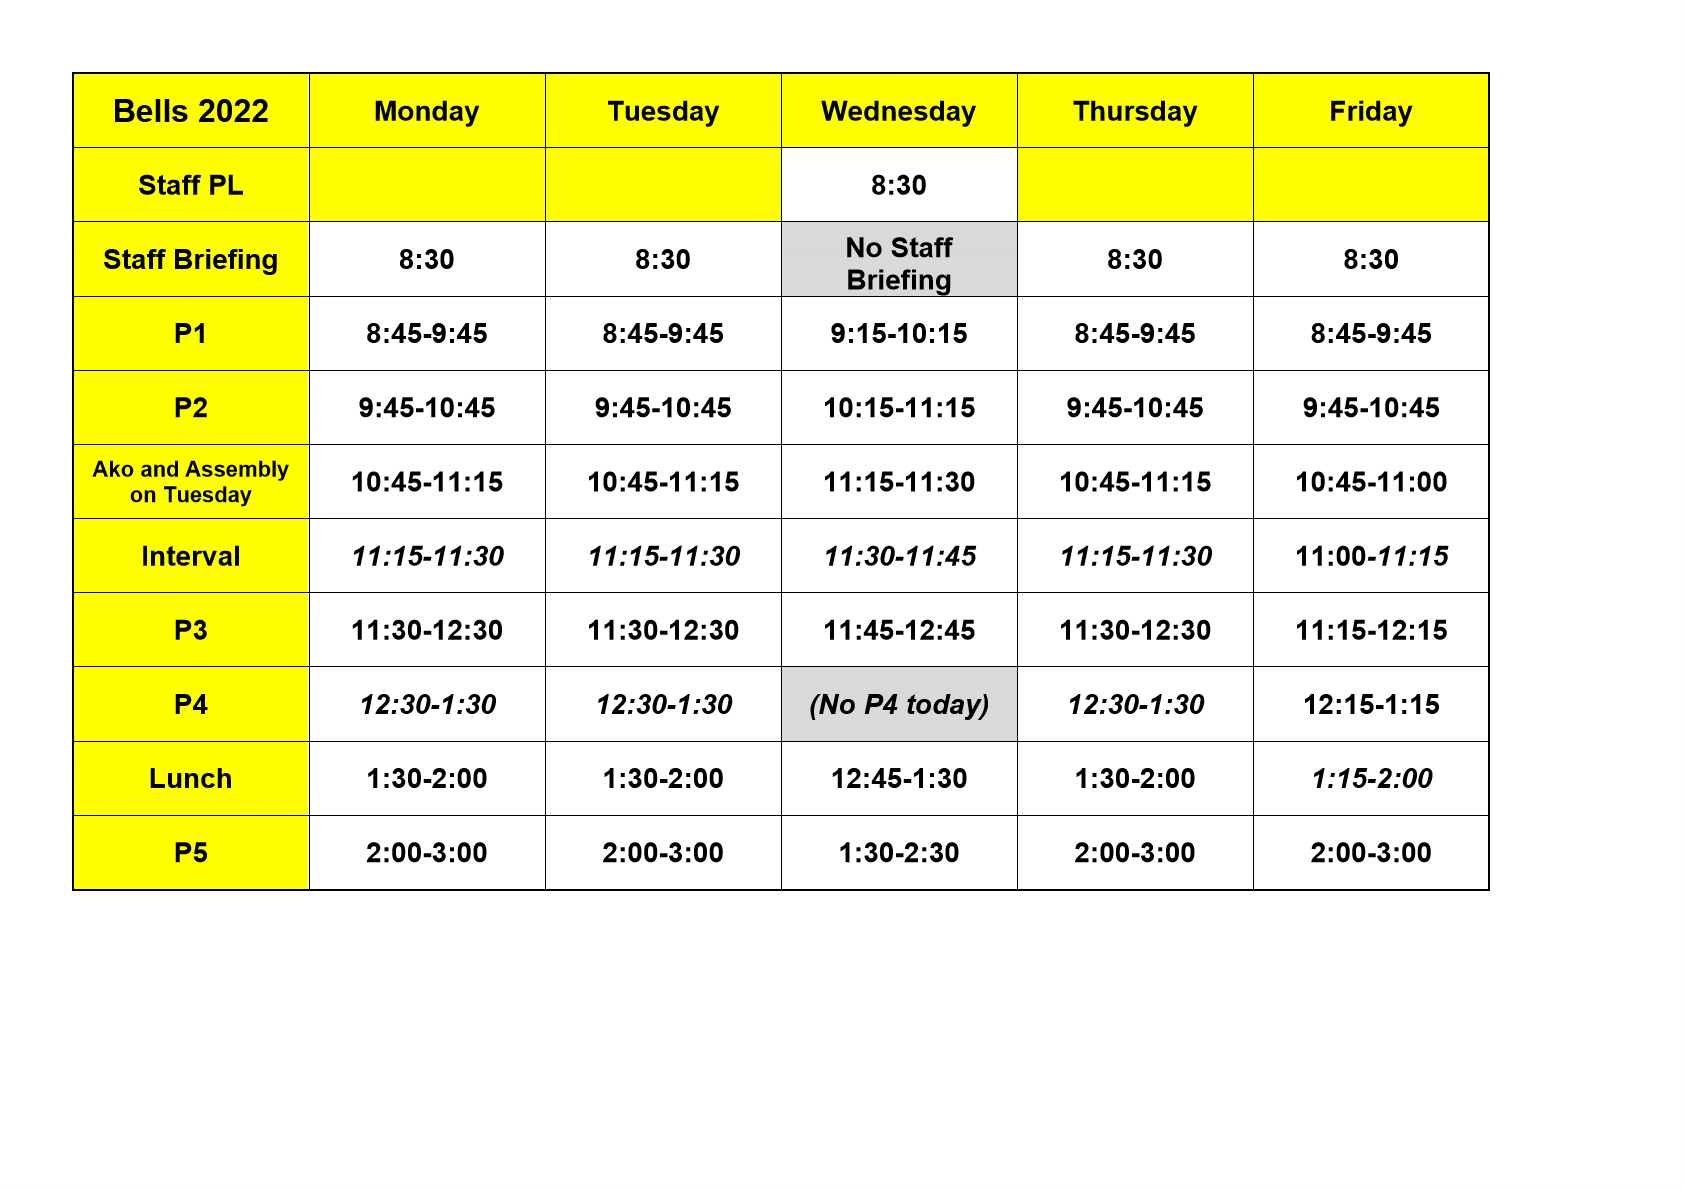 Bells 2022 Monday Tuesday Wednesday Thursday Friday
Staff PL 8:30
Staff Briefing 8:30 8:30 No Staff
Briefing 8:30 8:30
P1 8:45-9:45 8:45-9:45 9:15-10:15 8:45-9:45 8:45-9:45
P2 9:45-10:45 9:45-10:45 10:15-11:15 9:45-10:45 9:45-10:45
Ako and Assembly
on Tuesday 10:45-11:15 10:45-11:15 11:15-11:30 10:45-11:15 10:45-11:00
Interval 11:15-11:30 11:15-11:30 11:30-11:45 11:15-11:30 11:00-11:15
P3 11:30-12:30 11:30-12:30 11:45-12:45 11:30-12:30 11:15-12:15
P4 12:30-1:30 12:30-1:30 (No P4 today) 12:30-1:30 12:15-1:15
Lunch 1:30-2:00 1:30-2:00 12:45-1:30 1:30-2:00 1:15-2:00
P5 2:00-3:00 2:00-3:00 1:30-2:30 2:00-3:00 2:00-3:00